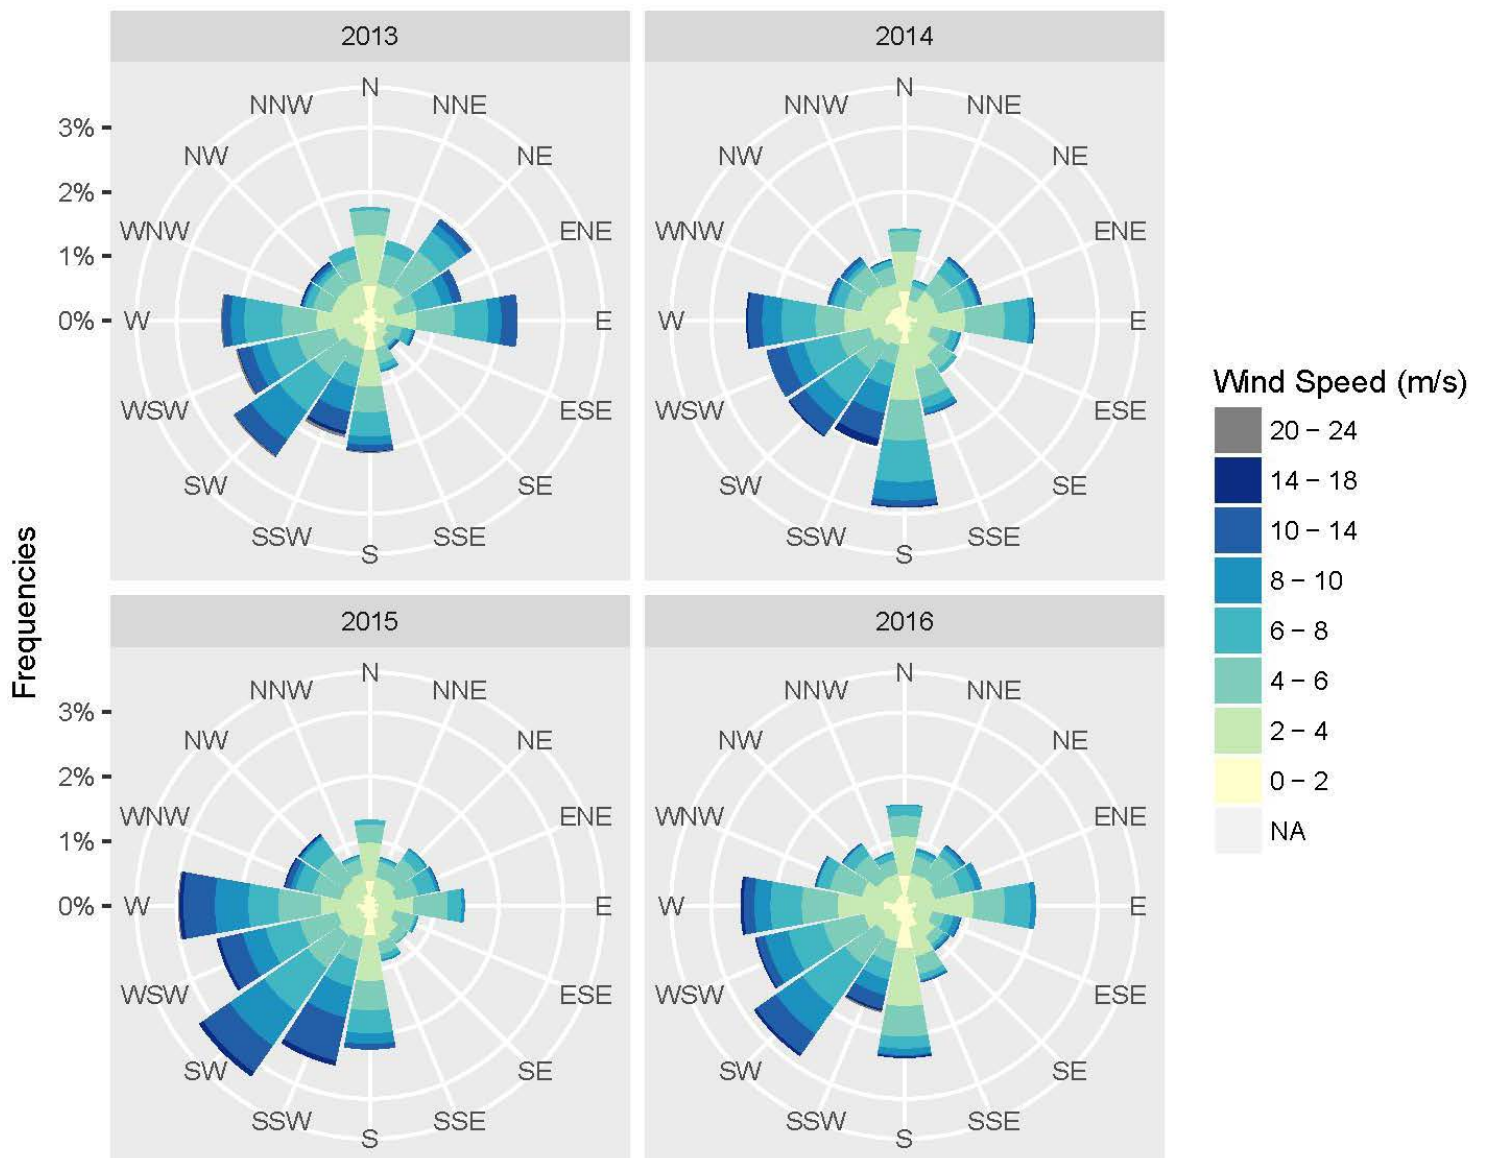 2013
2014
N
NNE
NE
ENE
E
ESE
SE
SSE
S
SSW
SW
WSW
W
WNW
NW
NNW
N
NNE
NE
ENE
E
ESE
SE
SSE
S
SSW
SW
WSW
W
WNW
NW
NNW
3%
2%
1%
0%
Frequencies
2015
2016
N
NNE
NE
ENE
E
ESE
SE
SSE
S
SSW
SW
WSW
W
WNW
NW
NNW
N
NNE
NE
ENE
E
ESE
SE
SSE
S
SSW
SW
WSW
W
WNW
NW
NNW
3%
2%
1%
0%
Wind Speed (m/s)
20 – 24
14 – 18
10 – 14
8 – 10
6 – 8
4 – 6
2 – 4
0 – 2
NA